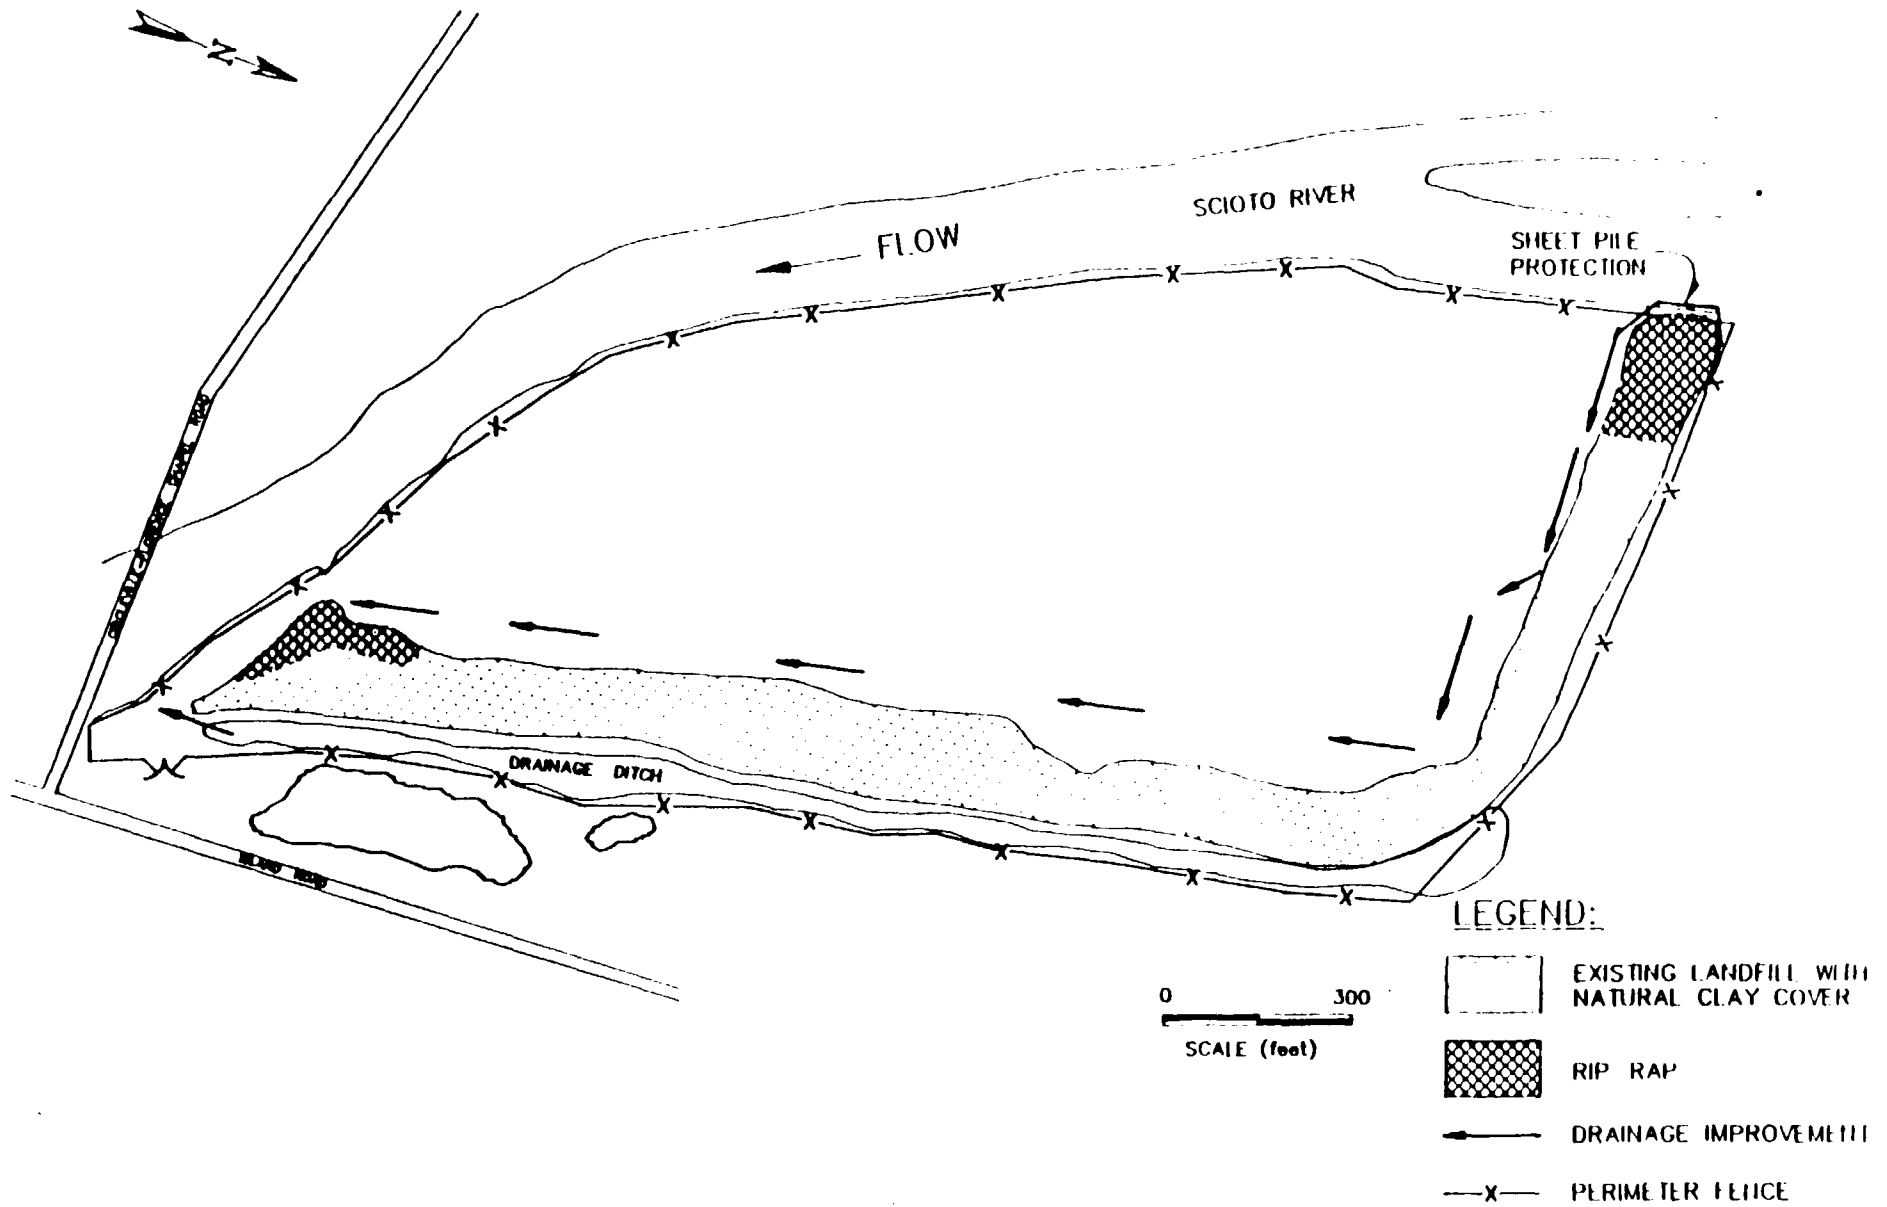 N
SCIOTO RIVER
FLOW
SHEET PILE
PROTECTION
DRAINAGE DITCH
LEGEND:
EXISTING LANDFILL WITH
NATURAL CLAY COVER
RIP RAP
DRAINAGE IMPROVEMENT
X PERIMETER FENCE
0 300
SCALE (feet)